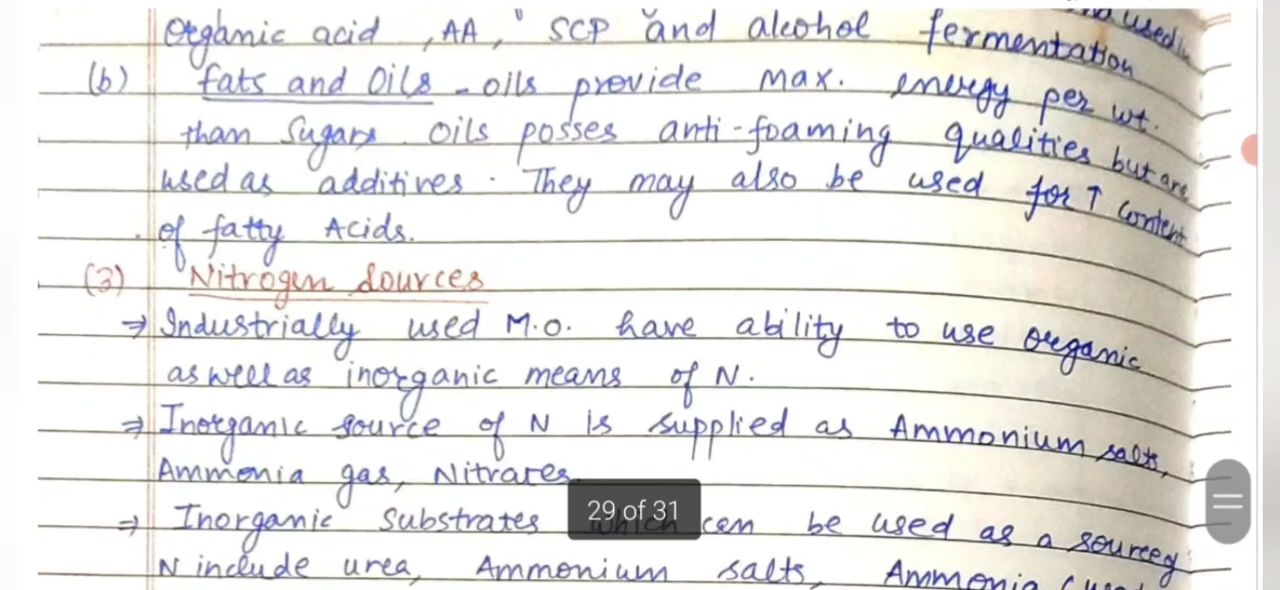 Organic acid, AA, SCP and alcohol fermentation
(b) fats and Oils - oils provide max. energy per wt.
than Sugars. Oils posses anti-foaming qualities but are
used as additives. They may also be used for ↑ content
of fatty Acids.
(3) Nitrogen Sources
⇒ Industrially used M.O. have ability to use organic
as well as inorganic means of N.
⇒ Inorganic source of N is supplied as Ammonium salts,
Ammonia gas, Nitrates.
29 of 31
⇒ Inorganic substrates which can be used as a source of
N include urea, Ammonium salts, Ammonia